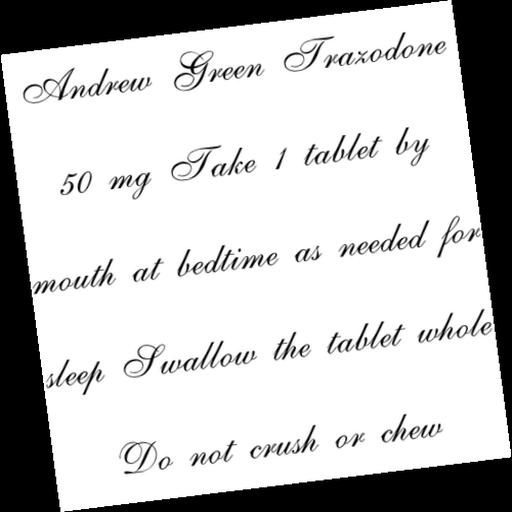 Andrew Green Trazodone
50 mg Take 1 tablet by
mouth at bedtime as needed for
sleep Swallow the tablet whole
Do not crush or chew